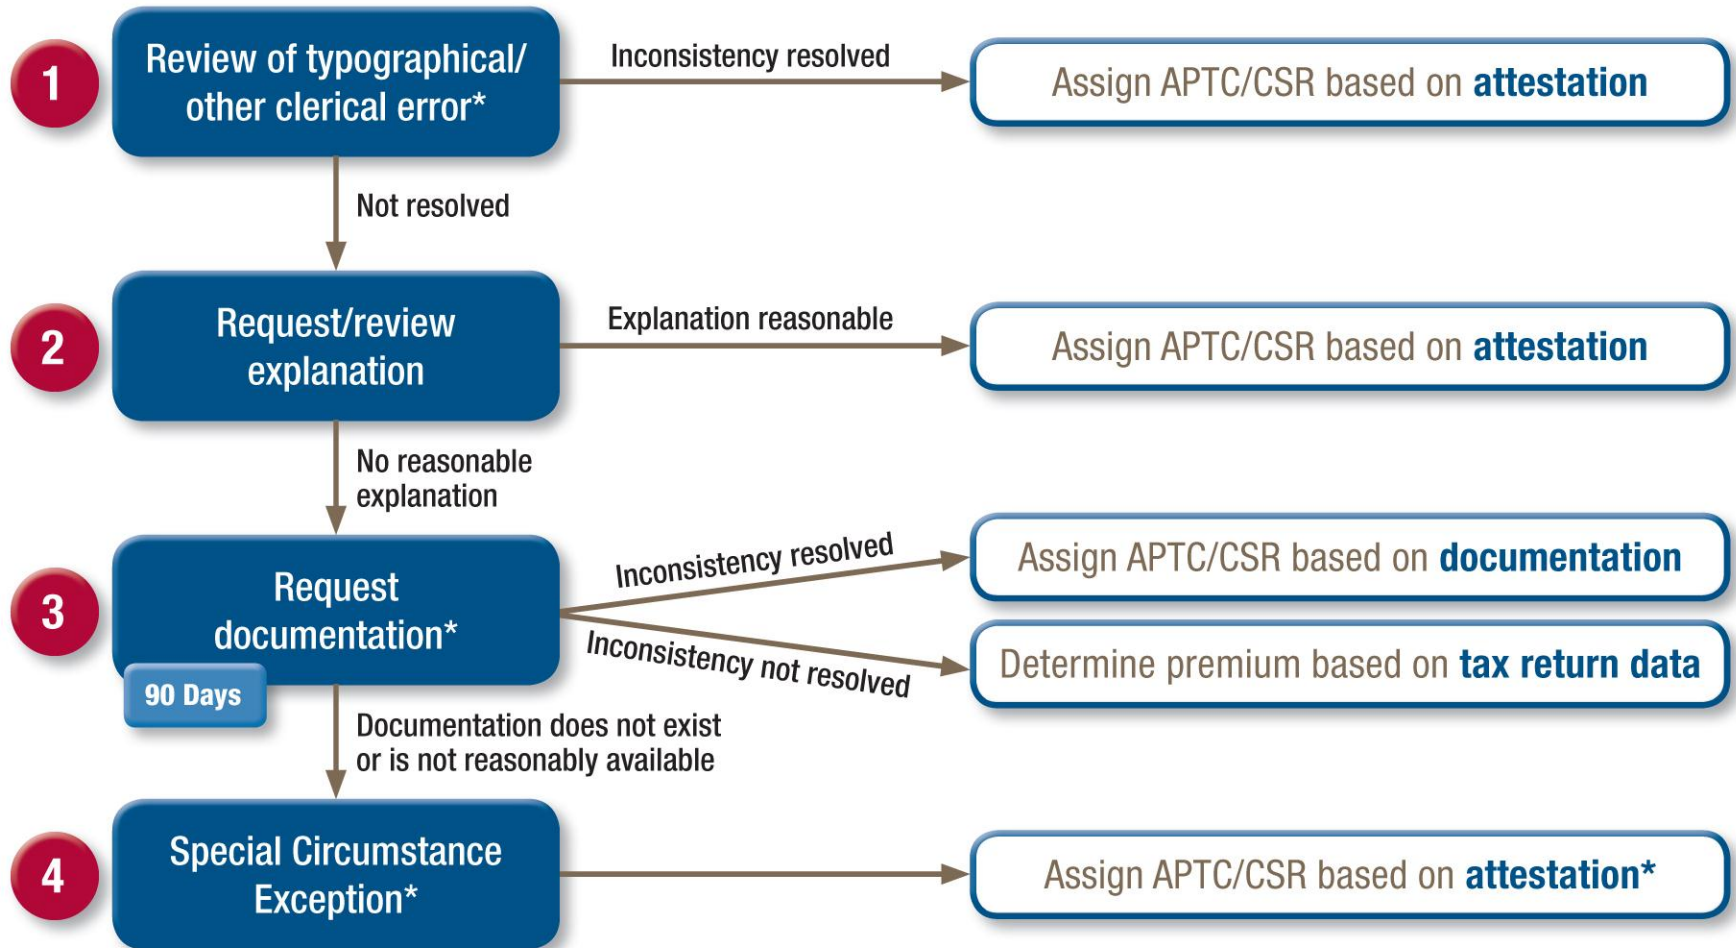 1
Review of typographical/
other clerical error*
Inconsistency resolved
Assign APTC/CSR based on attestation
Not resolved
2
Request/review
explanation
Explanation reasonable
Assign APTC/CSR based on attestation
No reasonable
explanation
3
Request
documentation*
90 Days
Inconsistency resolved
Assign APTC/CSR based on documentation
Inconsistency not resolved
Determine premium based on tax return data
Documentation does not exist
or is not reasonably available
4
Special Circumstance
Exception*
Assign APTC/CSR based on attestation*